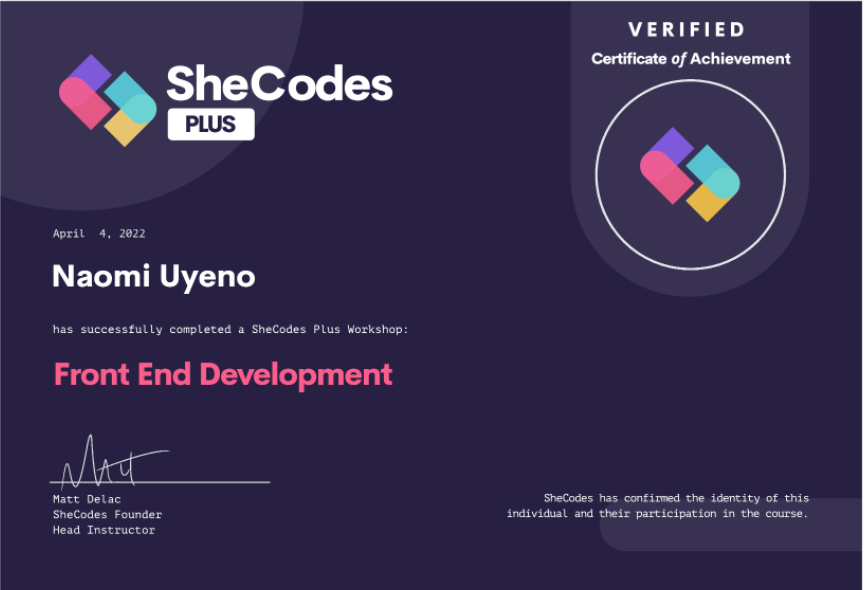 SheCodes
PLUS
VERIFIED
Certificate of Achievement
April 4, 2022
Naomi Uyeno
has successfully completed a SheCodes Plus Workshop:
Front End Development
Matt
Matt Delac
SheCodes Founder
Head Instructor
SheCodes has confirmed the identity of this
individual and their participation in the course.